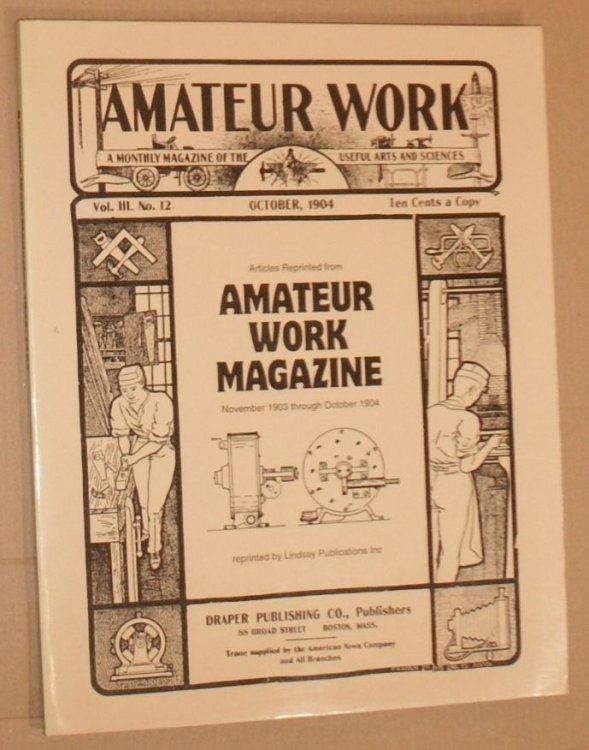 AMATEUR WORK
A MONTHLY MAGAZINE OF THE USEFUL ARTS AND SCIENCES
Vol. III. No. 12 OCTOBER, 1904 Ten Cents a Copy
Articles Reprinted from
AMATEUR
WORK
MAGAZINE
November 1903 through October 1904
reprinted by Lindsay Publications Inc
DRAPER PUBLISHING CO., Publishers
88 BROAD STREET BOSTON, MASS.
Trade supplied by the American News Company
and All Branches